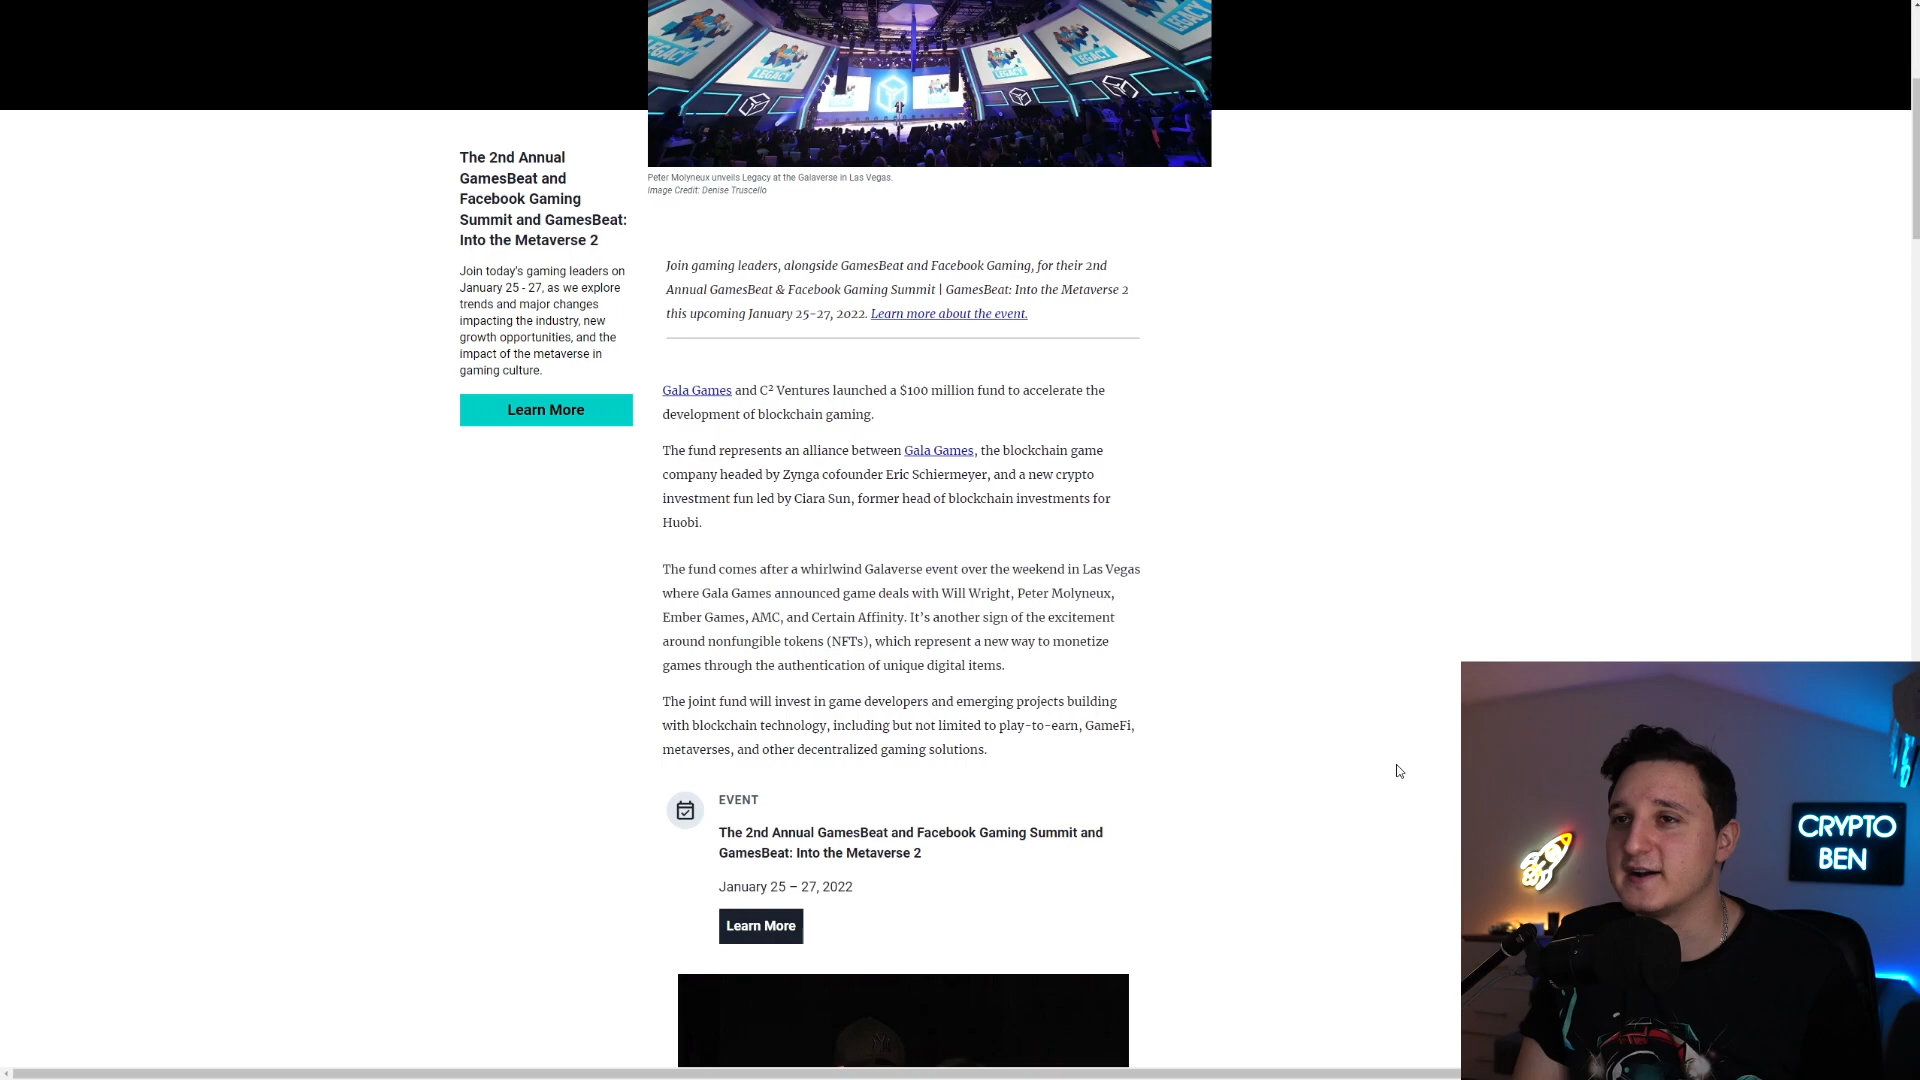 LEGACY
LEGACY
LEGACY
LEGACY
Peter Molyneux unveils Legacy at the Galaverse in Las Vegas.
Image Credit: Denise Truscello
The 2nd Annual
GamesBeat and
Facebook Gaming
Summit and GamesBeat:
Into the Metaverse 2
Join today's gaming leaders on
January 25 - 27, as we explore
trends and major changes
impacting the industry, new
growth opportunities, and the
impact of the metaverse in
gaming culture.
Learn More
Join gaming leaders, alongside GamesBeat and Facebook Gaming, for their 2nd
Annual GamesBeat & Facebook Gaming Summit | GamesBeat: Into the Metaverse 2
this upcoming January 25-27, 2022. Learn more about the event.
Gala Games and C² Ventures launched a $100 million fund to accelerate the
development of blockchain gaming.
The fund represents an alliance between Gala Games, the blockchain game
company headed by Zynga cofounder Eric Schiermeyer, and a new crypto
investment fun led by Ciara Sun, former head of blockchain investments for
Huobi.
The fund comes after a whirlwind Galaverse event over the weekend in Las Vegas
where Gala Games announced game deals with Will Wright, Peter Molyneux,
Ember Games, AMC, and Certain Affinity. It's another sign of the excitement
around nonfungible tokens (NFTs), which represent a new way to monetize
games through the authentication of unique digital items.
The joint fund will invest in game developers and emerging projects building
with blockchain technology, including but not limited to play-to-earn, GameFi,
metaverses, and other decentralized gaming solutions.
EVENT
The 2nd Annual GamesBeat and Facebook Gaming Summit and
GamesBeat: Into the Metaverse 2
January 25 – 27, 2022
Learn More
CRYPTO
BEN